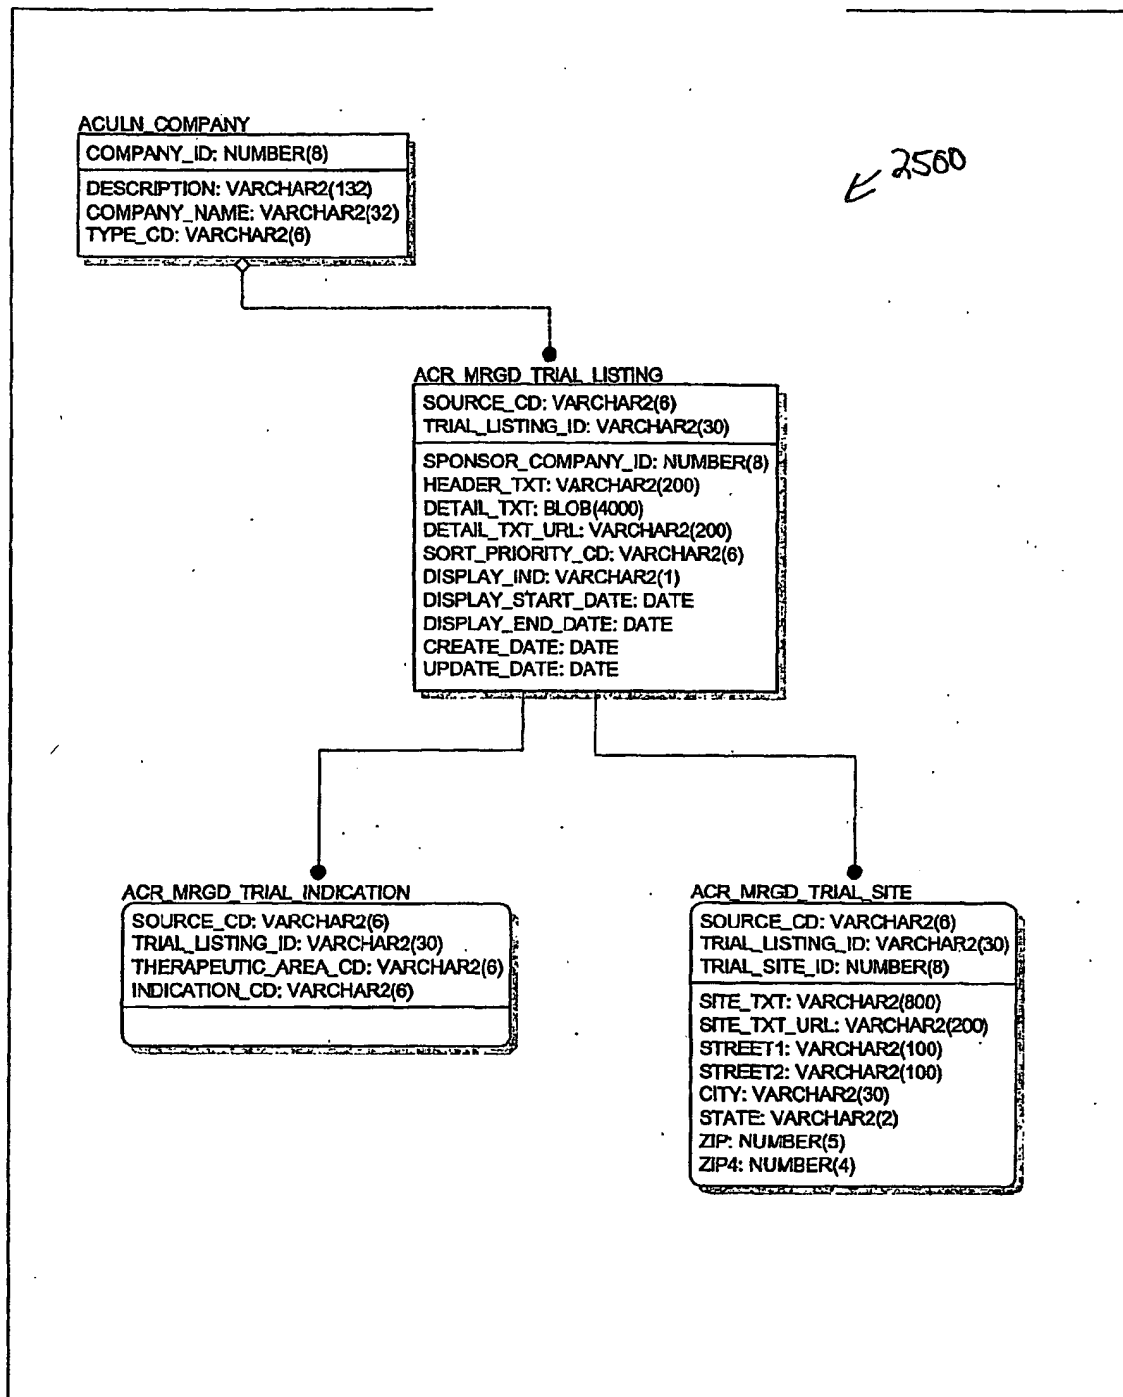 ACULN_COMPANY
COMPANY_ID: NUMBER(8)
DESCRIPTION: VARCHAR2(132)
COMPANY_NAME: VARCHAR2(32)
TYPE_CD: VARCHAR2(6)
2500
ACR_MRGD_TRIAL_LISTING
SOURCE_CD: VARCHAR2(6)
TRIAL_LISTING_ID: VARCHAR2(30)
SPONSOR_COMPANY_ID: NUMBER(8)
HEADER_TXT: VARCHAR2(200)
DETAIL_TXT: BLOB(4000)
DETAIL_TXT_URL: VARCHAR2(200)
SORT_PRIORITY_CD: VARCHAR2(6)
DISPLAY_IND: VARCHAR2(1)
DISPLAY_START_DATE: DATE
DISPLAY_END_DATE: DATE
CREATE_DATE: DATE
UPDATE_DATE: DATE
ACR_MRGD_TRIAL_INDICATION
SOURCE_CD: VARCHAR2(6)
TRIAL_LISTING_ID: VARCHAR2(30)
THERAPEUTIC_AREA_CD: VARCHAR2(6)
INDICATION_CD: VARCHAR2(6)
ACR_MRGD_TRIAL_SITE
SOURCE_CD: VARCHAR2(6)
TRIAL_LISTING_ID: VARCHAR2(30)
TRIAL_SITE_ID: NUMBER(8)
SITE_TXT: VARCHAR2(800)
SITE_TXT_URL: VARCHAR2(200)
STREET1: VARCHAR2(100)
STREET2: VARCHAR2(100)
CITY: VARCHAR2(30)
STATE: VARCHAR2(2)
ZIP: NUMBER(5)
ZIP4: NUMBER(4)